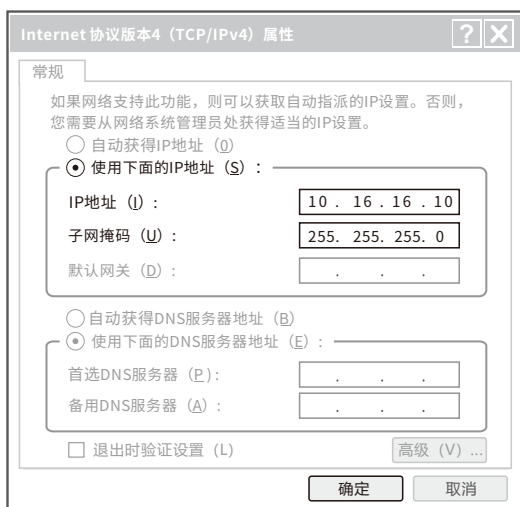 Internet 协议版本4（TCP/IPv4）属性
常规
如果网络支持此功能，则可以获取自动指派的IP设置。否则，
您需要从网络系统管理员处获得适当的IP设置。
自动获得IP地址（0）
使用下面的IP地址（S）：
IP地址（I）:
10 . 16 . 16 . 10
子网掩码（U）:
255. 255. 255. 0
默认网关（D）:
. . .
自动获得DNS服务器地址（B）
使用下面的DNS服务器地址（E）:
首选DNS服务器（P）:
. . .
备用DNS服务器（A）:
. . .
退出时验证设置（L）
高级（V）...
确定
取消